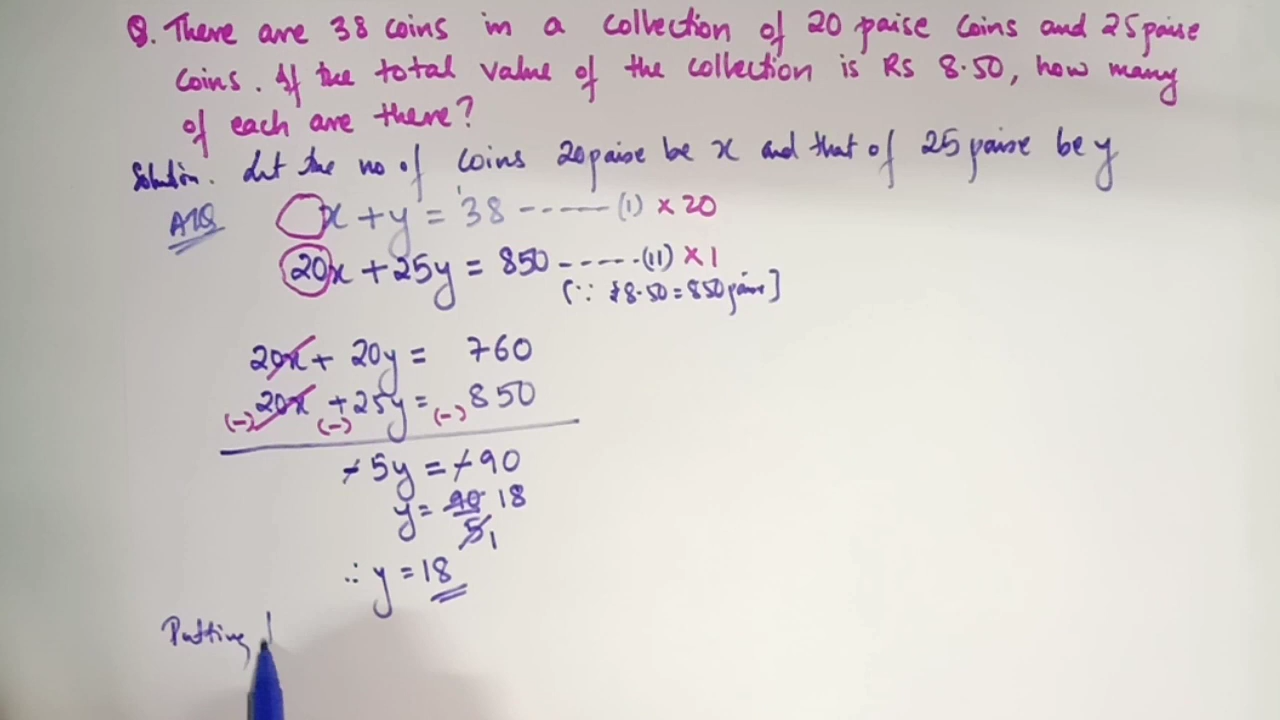 Q. There are 38 coins in a collection of 20 paise coins and 25 paise
coins. If the total value of the collection is Rs 8.50, how many
of each are there?
Solution. Let the no of coins 20 paise be x and that of 25 paise be y
ATQ x + y = 38 ------ (i) × 20
20x + 25y = 850 ----- (ii) × 1
[∵ ₹8.50 = 850 paise]
20x + 20y = 760
20x + 25y = 850
(-) (-) (-)
-5y = -90
y = 90 18
5 1
∴ y = 18
Putting